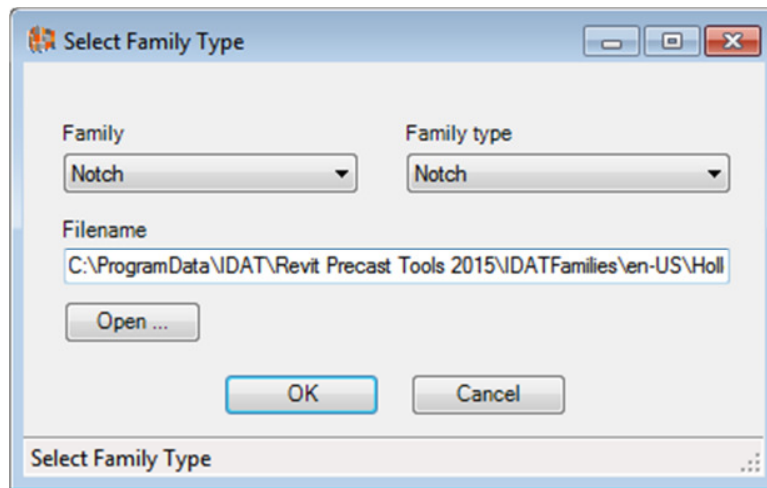 Select Family Type
Family Family type
Notch Notch
Filename
C:\ProgramData\IDAT\Revit Precast Tools 2015\IDATFamilies\en-US\Holl
Open ...
OK Cancel
Select Family Type